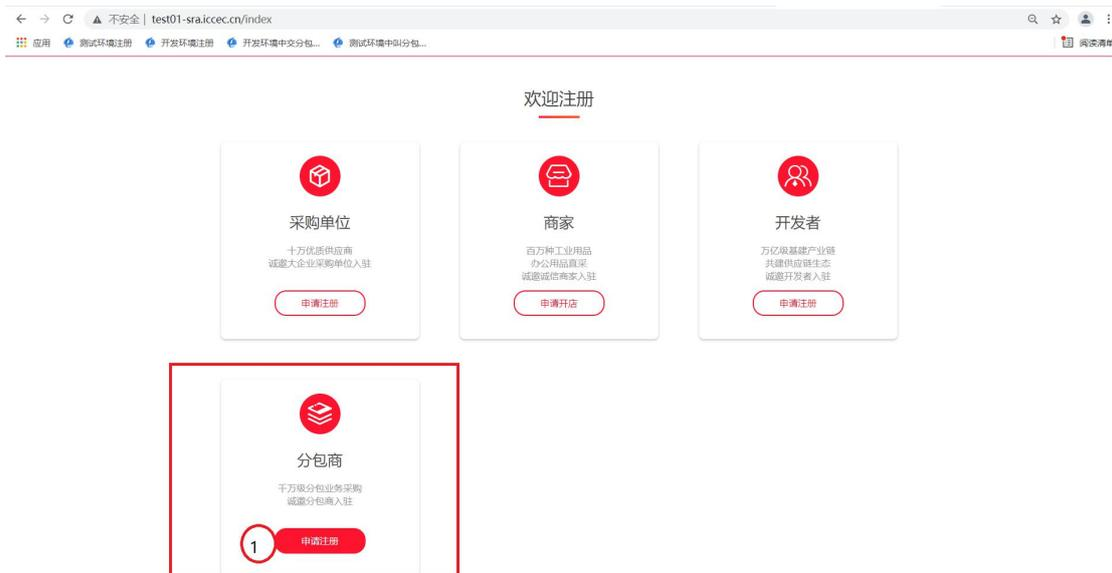 不安全 | test01-sra.iccec.cn/index
应用 测试环境注册 开发环境注册 开发环境中交分包... 测试环境中叫分包... 阅读清单
欢迎注册
采购单位
十万优质供应商
诚邀大企业采购单位入驻
申请注册
商家
百万种工业用品
办公用品直采
诚邀诚信商家入驻
申请开店
开发者
万亿级基建产业链
共建供应链生态
诚邀开发者入驻
申请注册
分包商
千万级分包业务采购
诚邀分包商入驻
1 申请注册